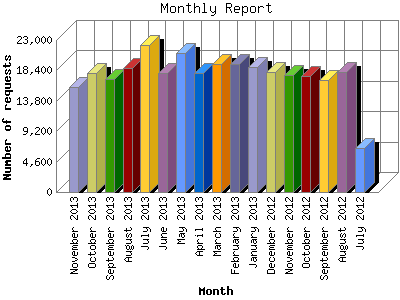 Monthly Report
23,000
18,400
13,800
9,200
4,600
0
Number of requests
November 2013
October 2013
September 2013
August 2013
July 2013
June 2013
May 2013
April 2013
March 2013
February 2013
January 2013
December 2012
November 2012
October 2012
September 2012
August 2012
July 2012
Month